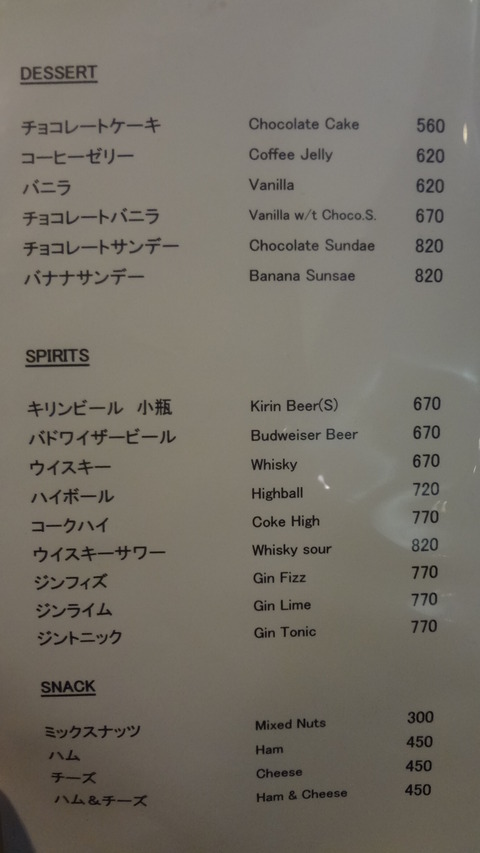 DESSERT
チョコレートケーキ Chocolate Cake 560
コーヒーゼリー Coffee Jelly 620
バニラ Vanilla 620
チョコレートバニラ Vanilla w/t Choco.S. 670
チョコレートサンデー Chocolate Sundae 820
バナナサンデー Banana Sunsae 820
SPIRITS
キリンビール 小瓶 Kirin Beer(S) 670
バドワイザービール Budweiser Beer 670
ウイスキー Whisky 670
ハイボール Highball 720
コークハイ Coke High 770
ウイスキーサワー Whisky sour 820
ジンフィズ Gin Fizz 770
ジンライム Gin Lime 770
ジントニック Gin Tonic 770
SNACK
ミックスナッツ Mixed Nuts 300
ハム Ham 450
チーズ Cheese 450
ハム＆チーズ Ham & Cheese 450